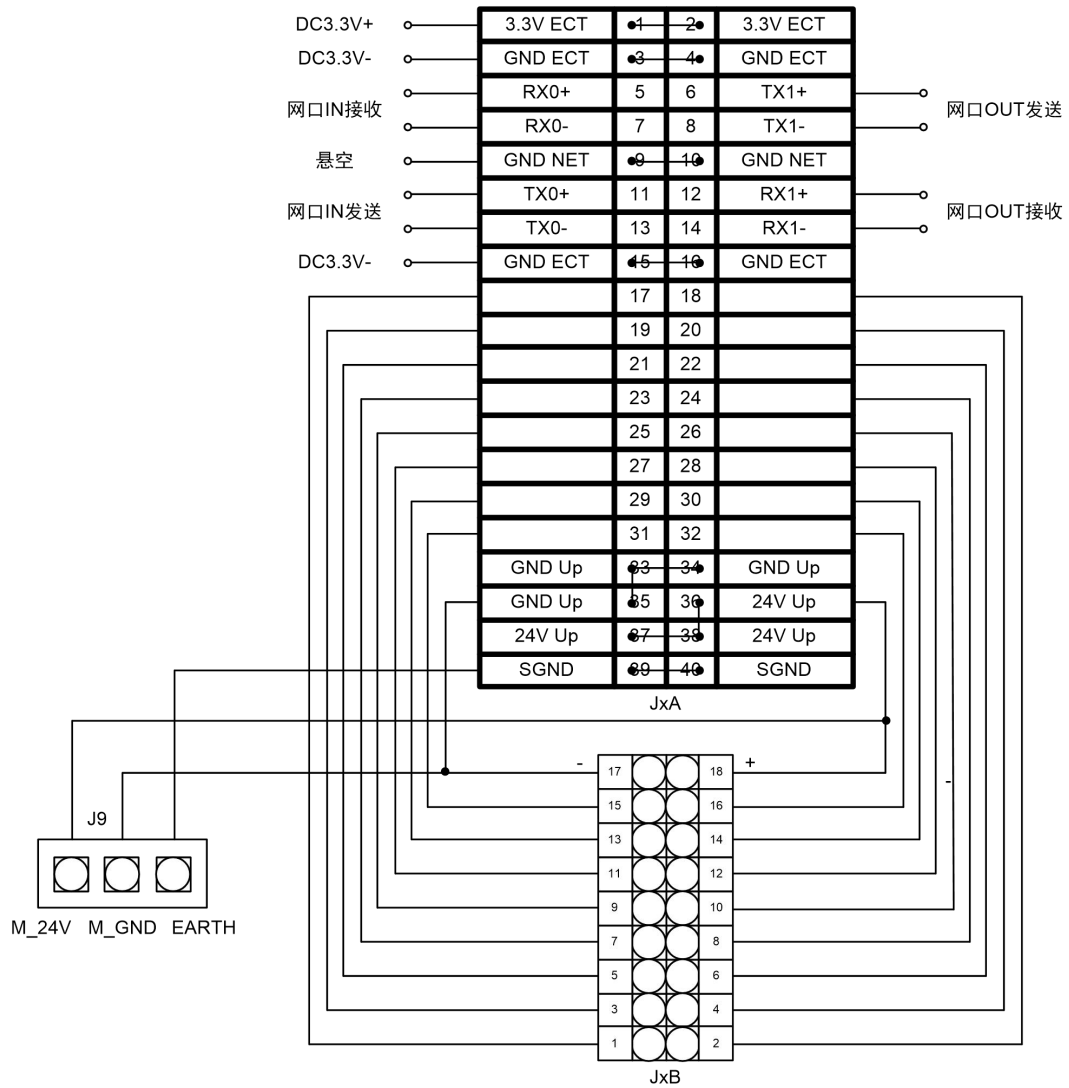 DC3.3V+ 3.3V ECT 1 2 3.3V ECT
DC3.3V- GND ECT 3 4 GND ECT
RX0+ 5 6 TX1+
网口IN接收 网口OUT发送
RX0- 7 8 TX1-
悬空 GND NET 9 10 GND NET
TX0+ 11 12 RX1+
网口IN发送 网口OUT接收
TX0- 13 14 RX1-
DC3.3V- GND ECT 15 16 GND ECT
17 18
19 20
21 22
23 24
25 26
27 28
29 30
31 32
GND Up 33 34 GND Up
GND Up 35 36 24V Up
24V Up 37 38 24V Up
SGND 39 40 SGND
JxA
- 17 18 +
-
15 16
J9
13 14
11 12
9 10
M_24V M_GND EARTH
7 8
5 6
3 4
1 2
JxB